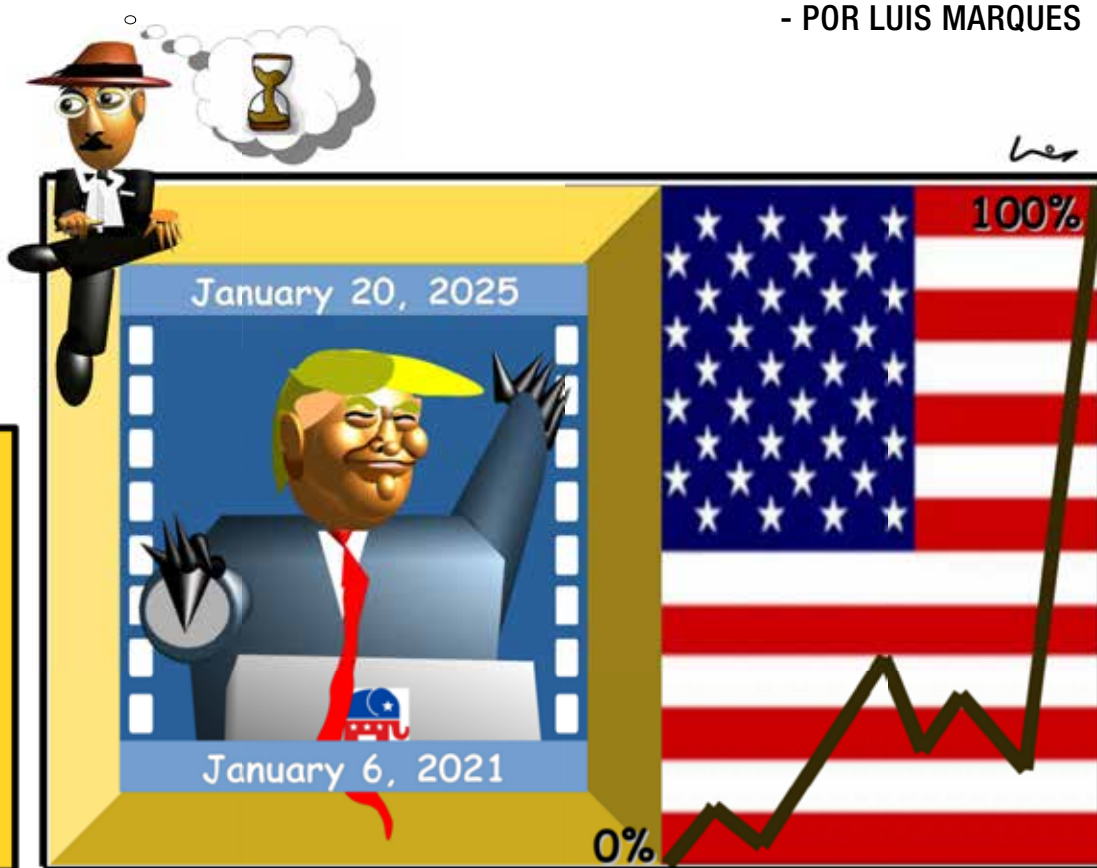 - POR LUIS MARQUES
January 20, 2025
100%
January 6, 2021
0%